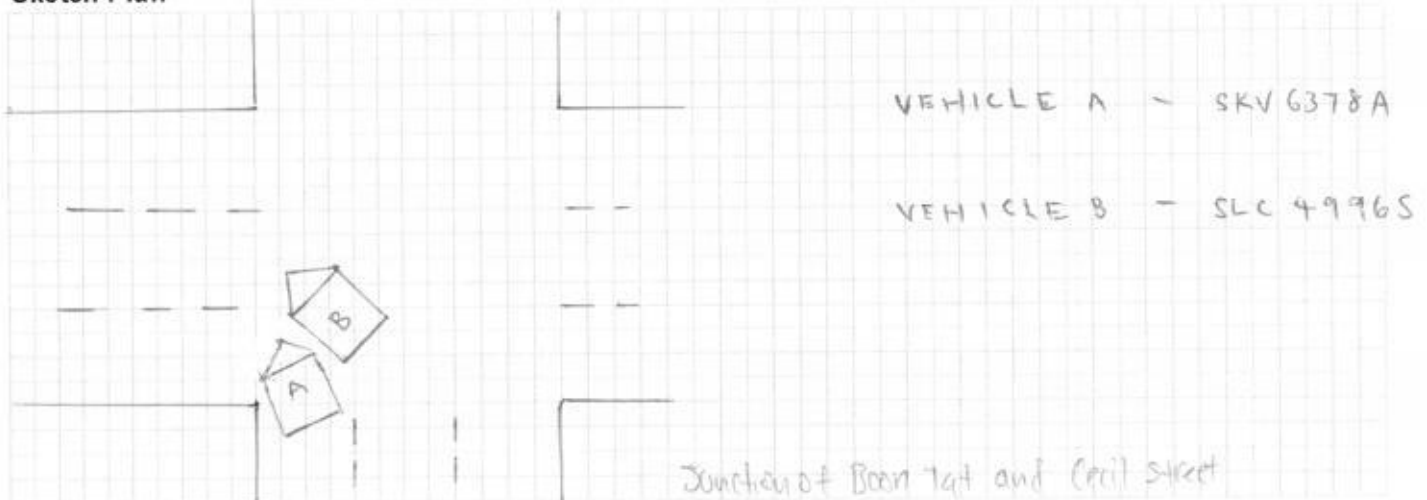 Sketch Plan
VEHICLE A - SKV 6378A
VEHICLE B - SLC 4996S
B
A
Junction of Boon Tat and Cecil Street